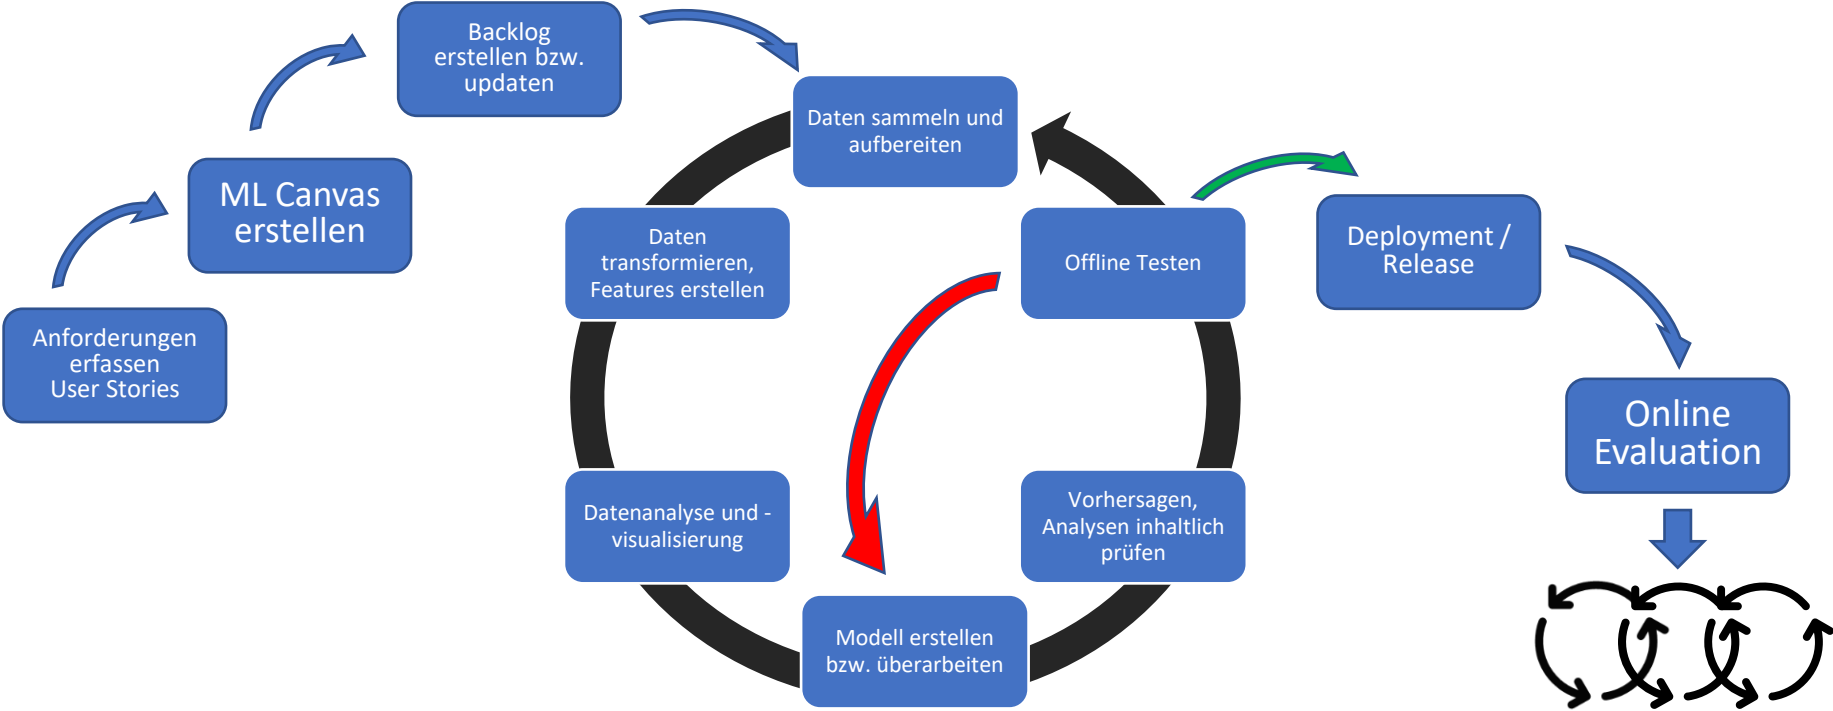 Anforderungen
erfassen
User Stories
ML Canvas
erstellen
Backlog
erstellen bzw.
updaten
Daten sammeln und
aufbereiten
Daten
transformieren,
Features erstellen
Datenanalyse und -
visualisierung
Modell erstellen
bzw. überarbeiten
Vorhersagen,
Analysen inhaltlich
prüfen
Offline Testen
Deployment /
Release
Online
Evaluation